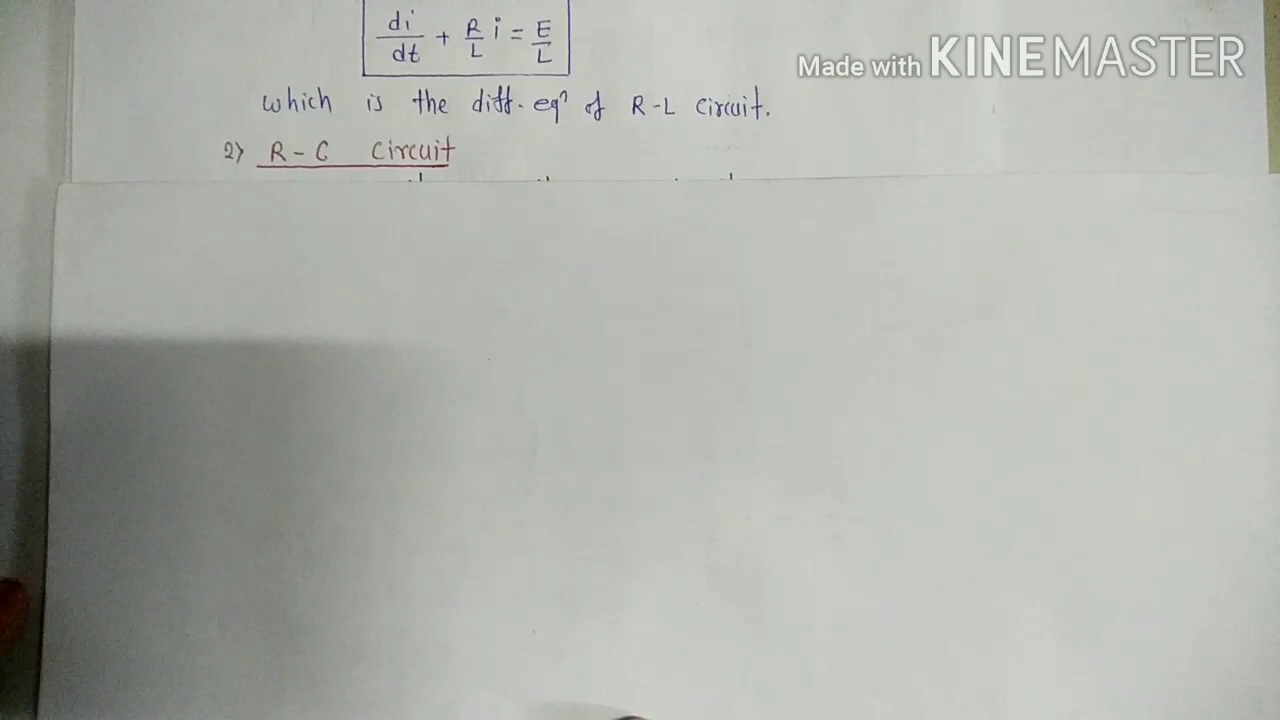 di/dt + R/L i = E/L
Made with KINEMASTER
which is the diff. eqⁿ of R-L Circuit.
2) R-C Circuit